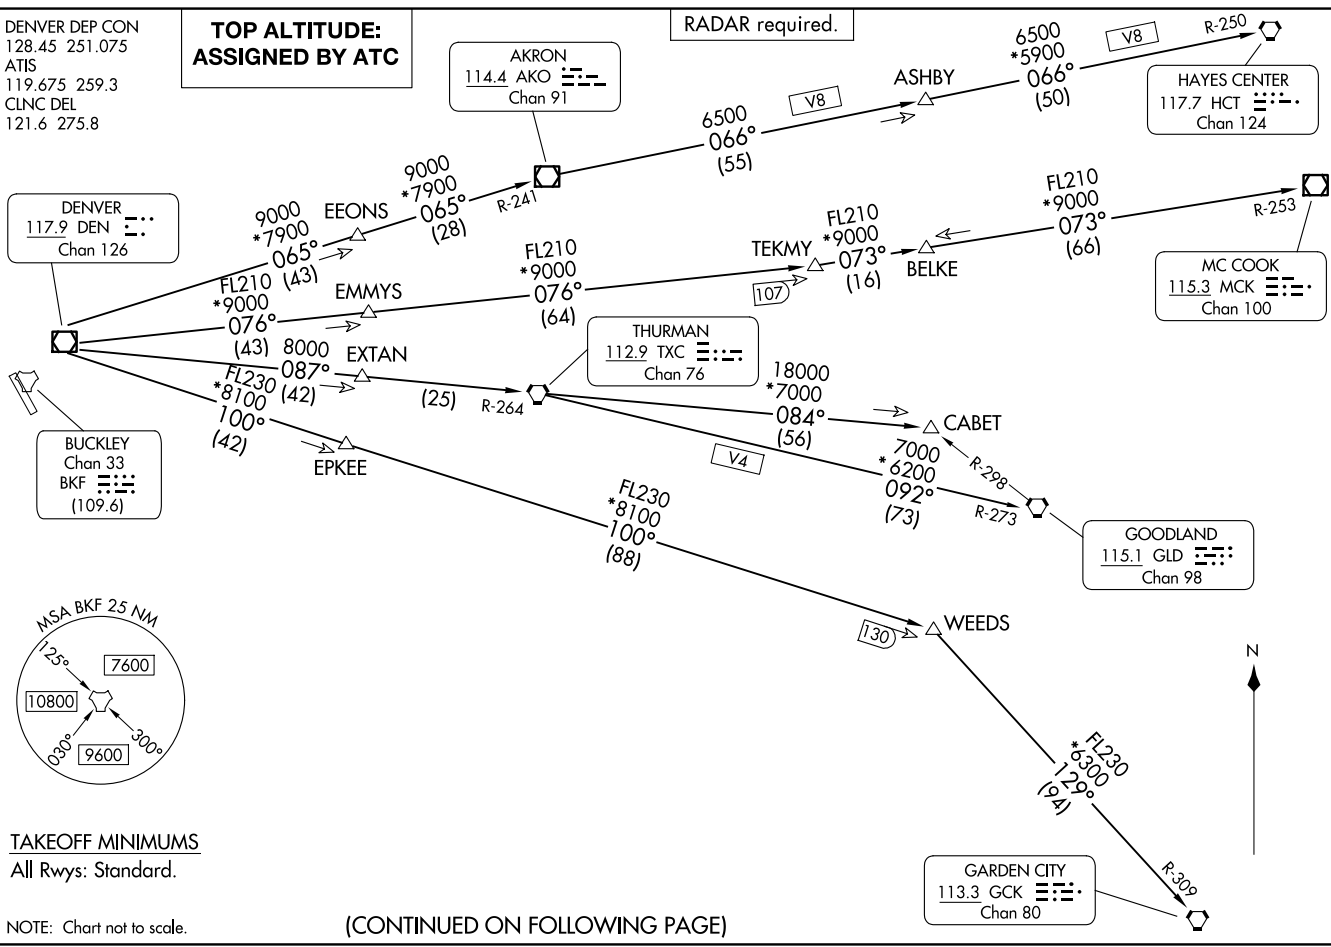 DENVER DEP CON
128.45 251.075
ATIS
119.675 259.3
CLNC DEL
121.6 275.8
TOP ALTITUDE:
ASSIGNED BY ATC
RADAR required.
AKRON
114.4 AKO
Chan 91
6500
*5900
066°
(50)
V8
R-250
HAYES CENTER
117.7 HCT
Chan 124
ASHBY
V8
6500
066°
(55)
9000
*7900
065°
(28)
R-241
EEONS
9000
*7900
065°
(43)
DENVER
117.9 DEN
Chan 126
FL210
*9000
073°
(66)
R-253
MC COOK
115.3 MCK
Chan 100
BELKE
FL210
*9000
073°
(16)
TEKMY
107
FL210
*9000
076°
(64)
EMMYS
FL210
*9000
076°
(43)
8000
087°
(42)
EXTAN
(25)
R-264
THURMAN
112.9 TXC
Chan 76
18000
*7000
084°
(56)
CABET
V4
7000
*6200
092°
(73)
R-298
R-273
GOODLAND
115.1 GLD
Chan 98
FL230
*8100
100°
(42)
EPKEE
BUCKLEY
Chan 33
BKF
(109.6)
FL230
*8100
100°
(88)
130
WEEDS
MSA BKF 25 NM
125°
7600
10800
030°
9600
300°
N
FL230
*6300
129°
(94)
R-309
GARDEN CITY
113.3 GCK
Chan 80
TAKEOFF MINIMUMS
All Rwys: Standard.
NOTE: Chart not to scale.
(CONTINUED ON FOLLOWING PAGE)